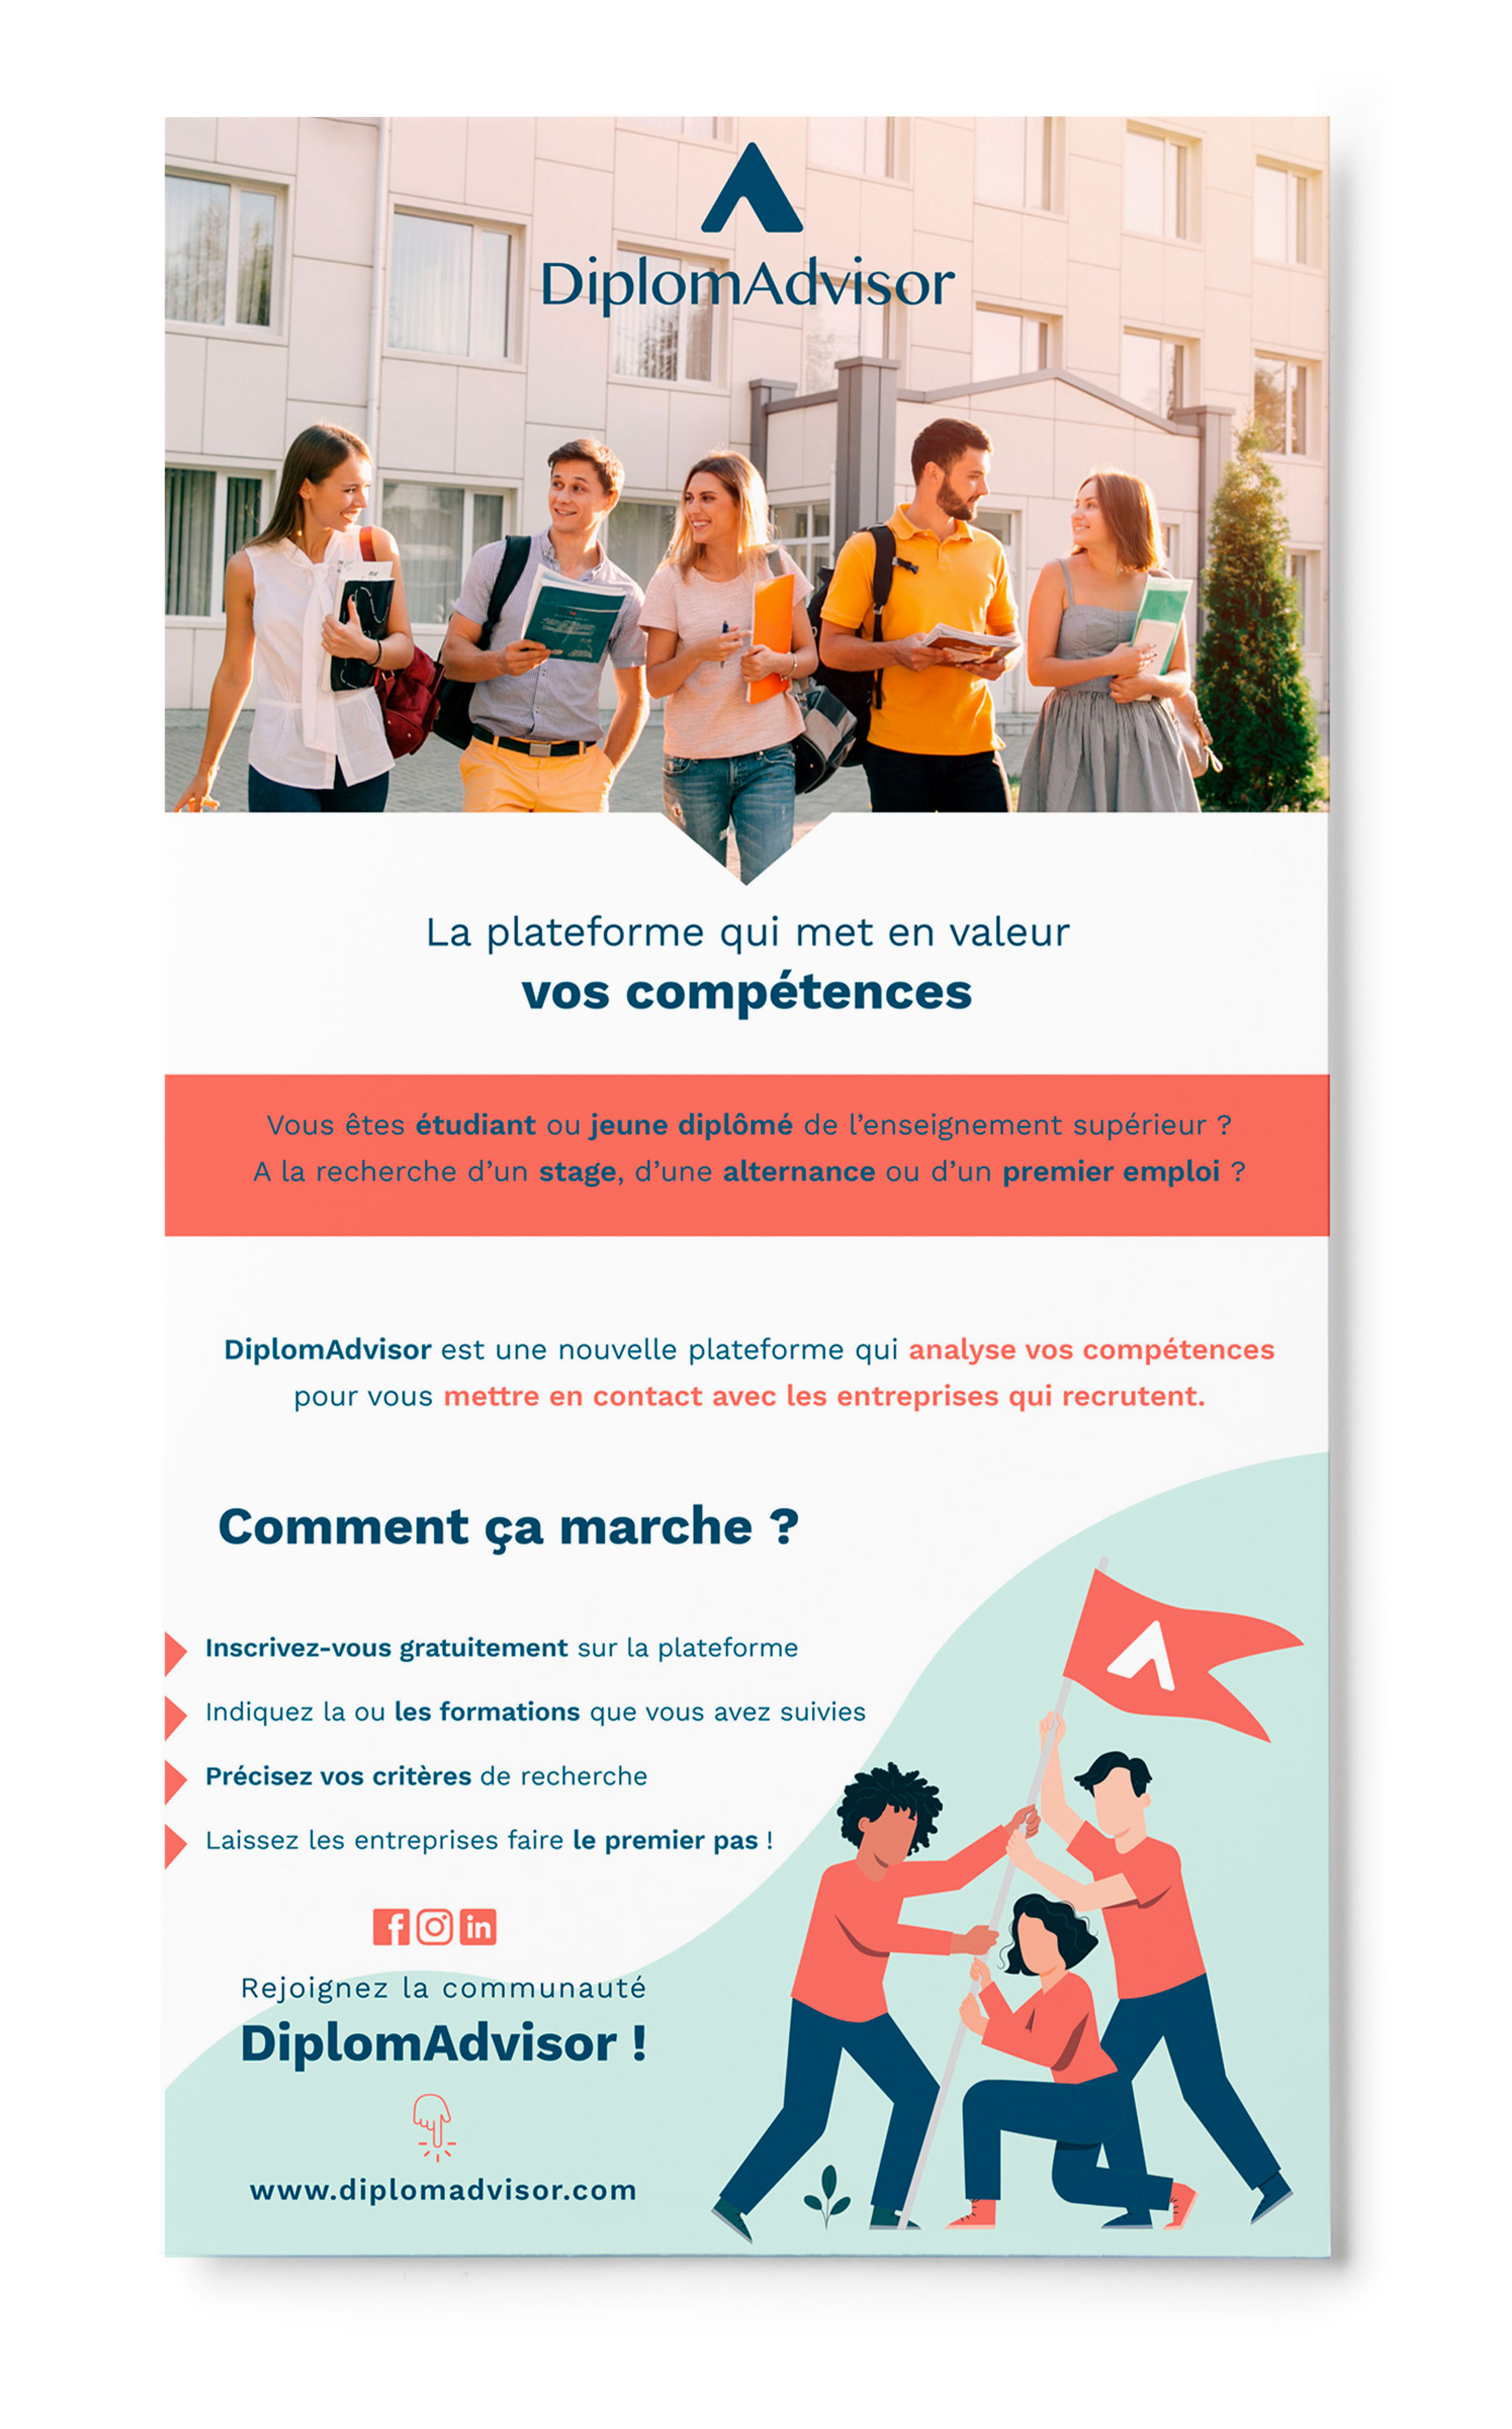 DiplomAdvisor
La plateforme qui met en valeur
vos compétences
Vous êtes étudiant ou jeune diplômé de l'enseignement supérieur ?
A la recherche d'un stage, d'une alternance ou d'un premier emploi ?
DiplomAdvisor est une nouvelle plateforme qui analyse vos compétences
pour vous mettre en contact avec les entreprises qui recrutent.
Comment ça marche ?
Inscrivez-vous gratuitement sur la plateforme
Indiquez la ou les formations que vous avez suivies
Précisez vos critères de recherche
Laissez les entreprises faire le premier pas !
Rejoignez la communauté
DiplomAdvisor !
www.diplomadvisor.com